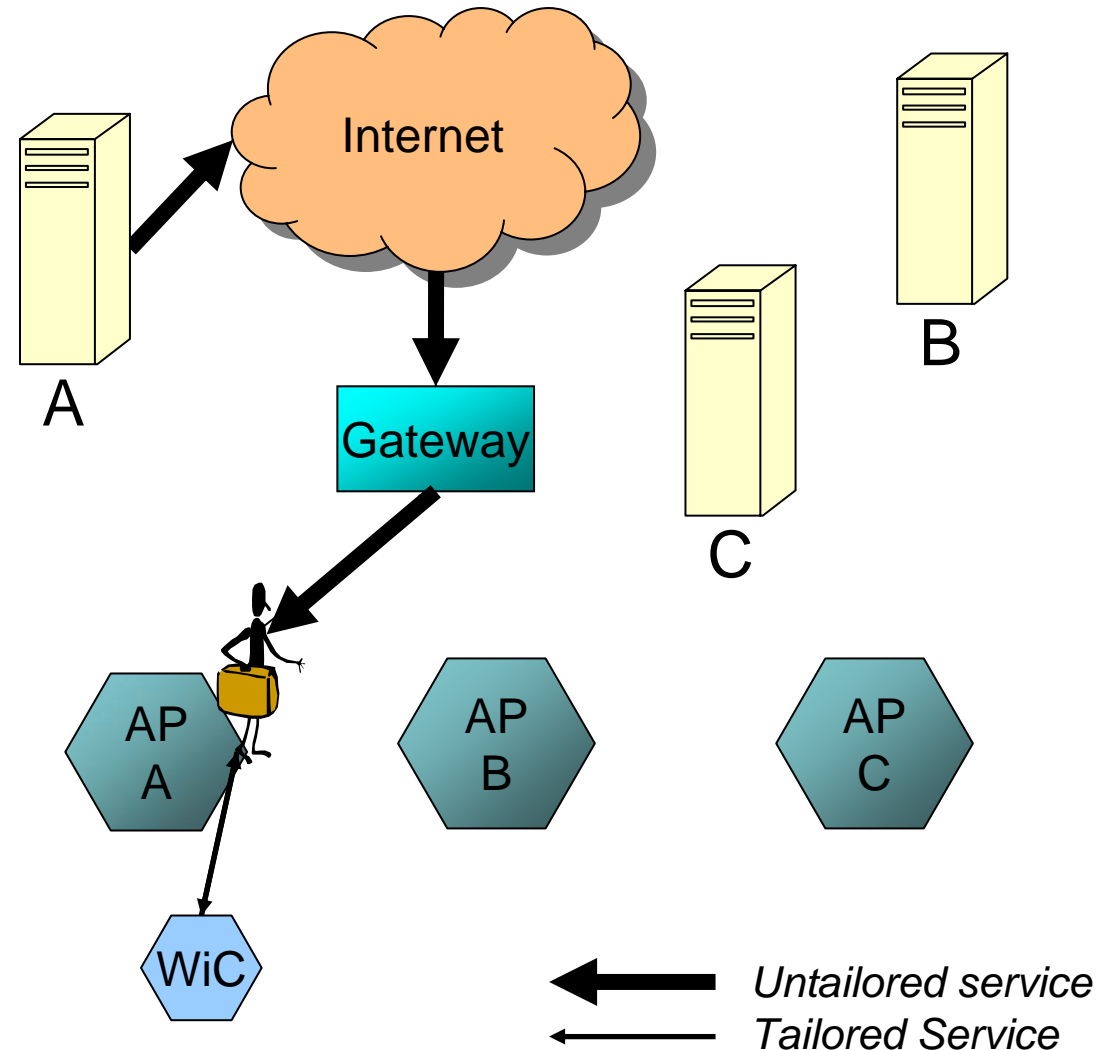 Internet
A
B
Gateway
C
AP
A
AP
B
AP
C
WiC
Untailored service
Tailored Service